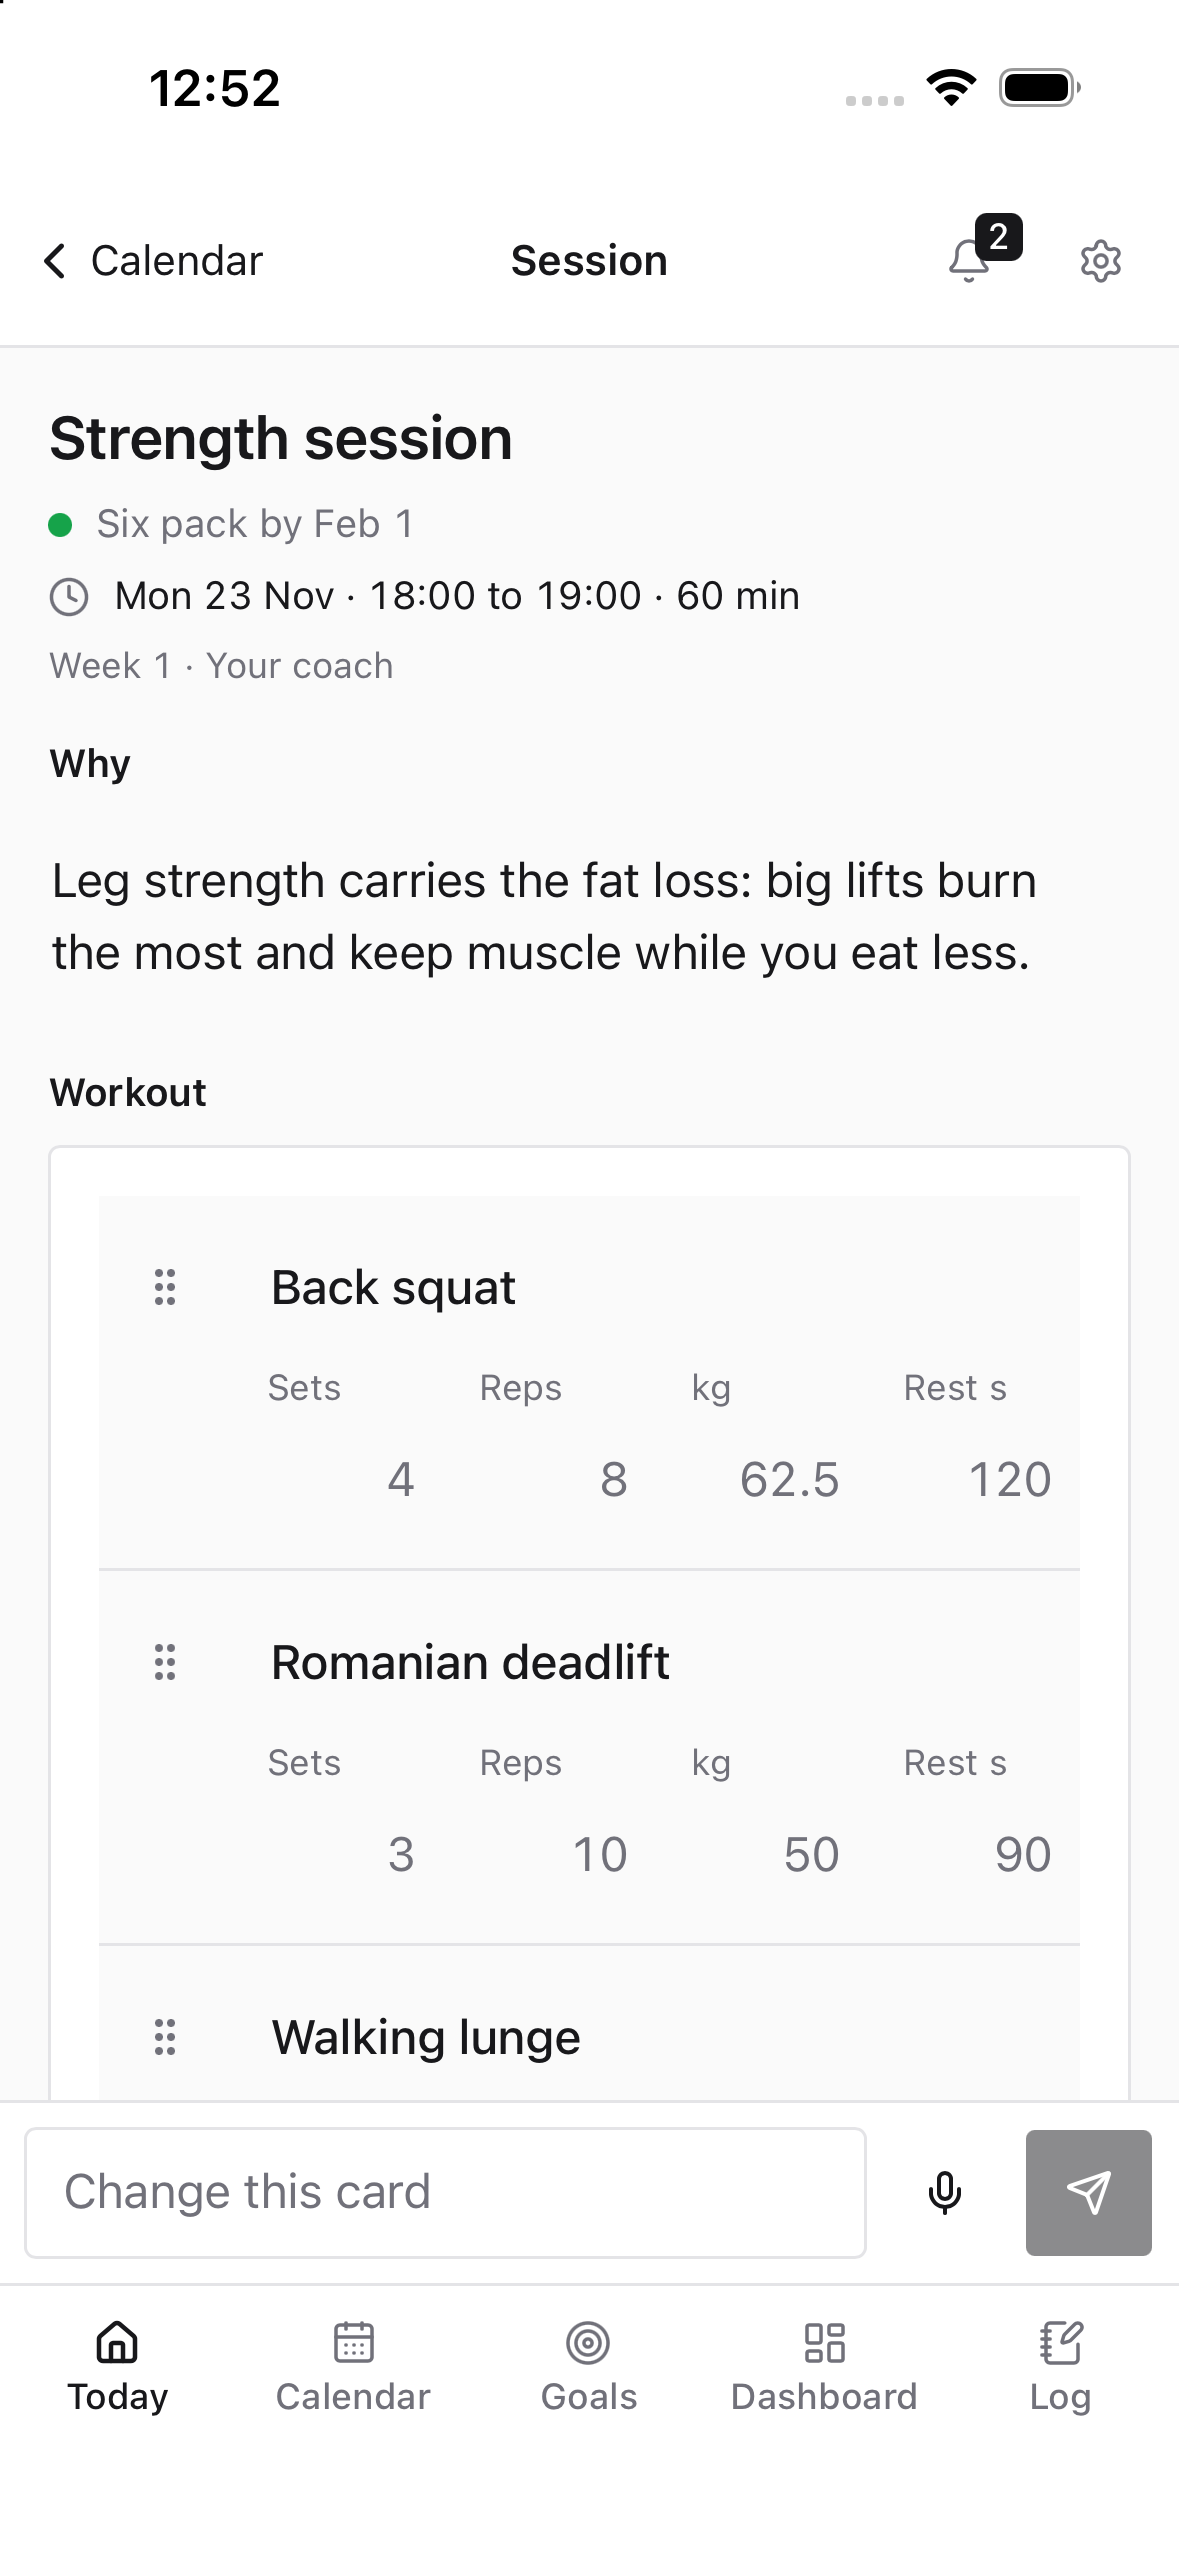 12:52
Calendar
Session
2
Strength session
Six pack by Feb 1
Mon 23 Nov · 18:00 to 19:00 · 60 min
Week 1 · Your coach
Why
Leg strength carries the fat loss: big lifts burn
the most and keep muscle while you eat less.
Workout
Back squat
Sets Reps kg Rest s
4 8 62.5 120
Romanian deadlift
Sets Reps kg Rest s
3 10 50 90
Walking lunge
Change this card
Today Calendar Goals Dashboard Log